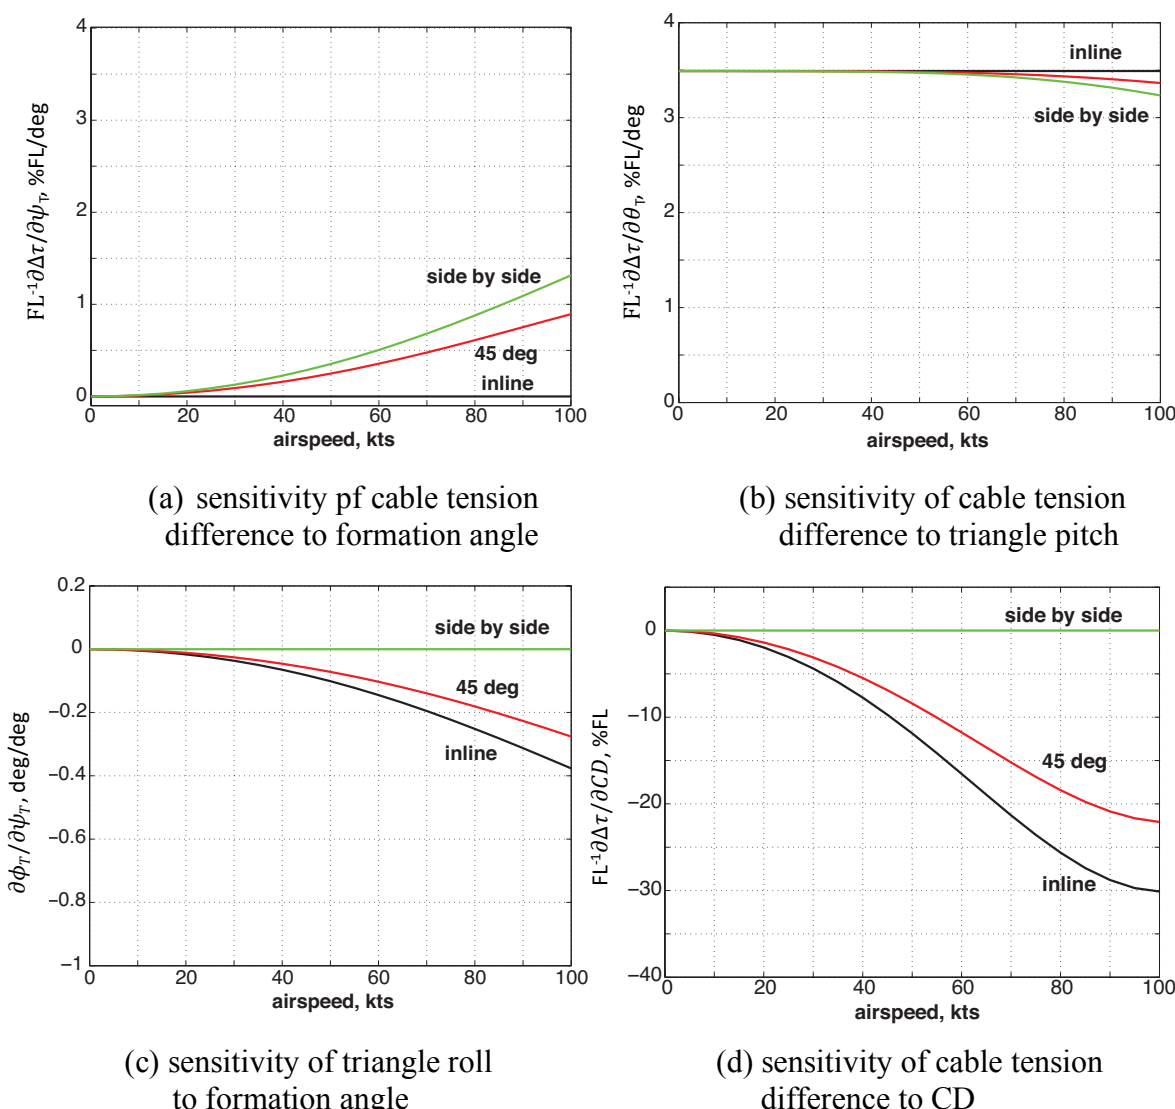 4
3
2
1
0
FL⁻¹∂Δτ/∂ψ_T, %FL/deg
side by side
45 deg
inline
0 20 40 60 80 100
airspeed, kts
(a) sensitivity pf cable tension
difference to formation angle
4
3
2
1
0
FL⁻¹∂Δτ/∂θ_T, %FL/deg
inline
side by side
0 20 40 60 80 100
airspeed, kts
(b) sensitivity of cable tension
difference to triangle pitch
0.2
0
−0.2
−0.4
−0.6
−0.8
−1
∂ϕ_T/∂ψ_T, deg/deg
side by side
45 deg
inline
0 20 40 60 80 100
airspeed, kts
(c) sensitivity of triangle roll
to formation angle
0
−10
−20
−30
−40
FL⁻¹∂Δτ/∂CD, %FL
side by side
45 deg
inline
0 20 40 60 80 100
airspeed, kts
(d) sensitivity of cable tension
difference to CD